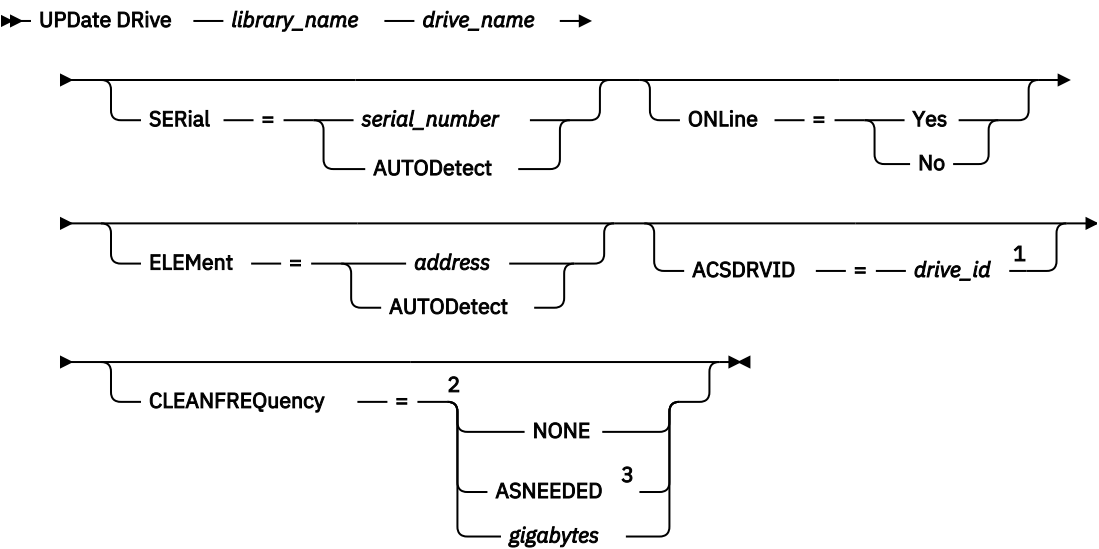 UPDate DRive library_name drive_name
SERial = serial_number
AUTODetect
ONLine = Yes
No
ELEMent = address
AUTODetect
ACSDRVID = drive_id 1
CLEANFREQuency = 2
NONE
ASNEEDED 3
gigabytes